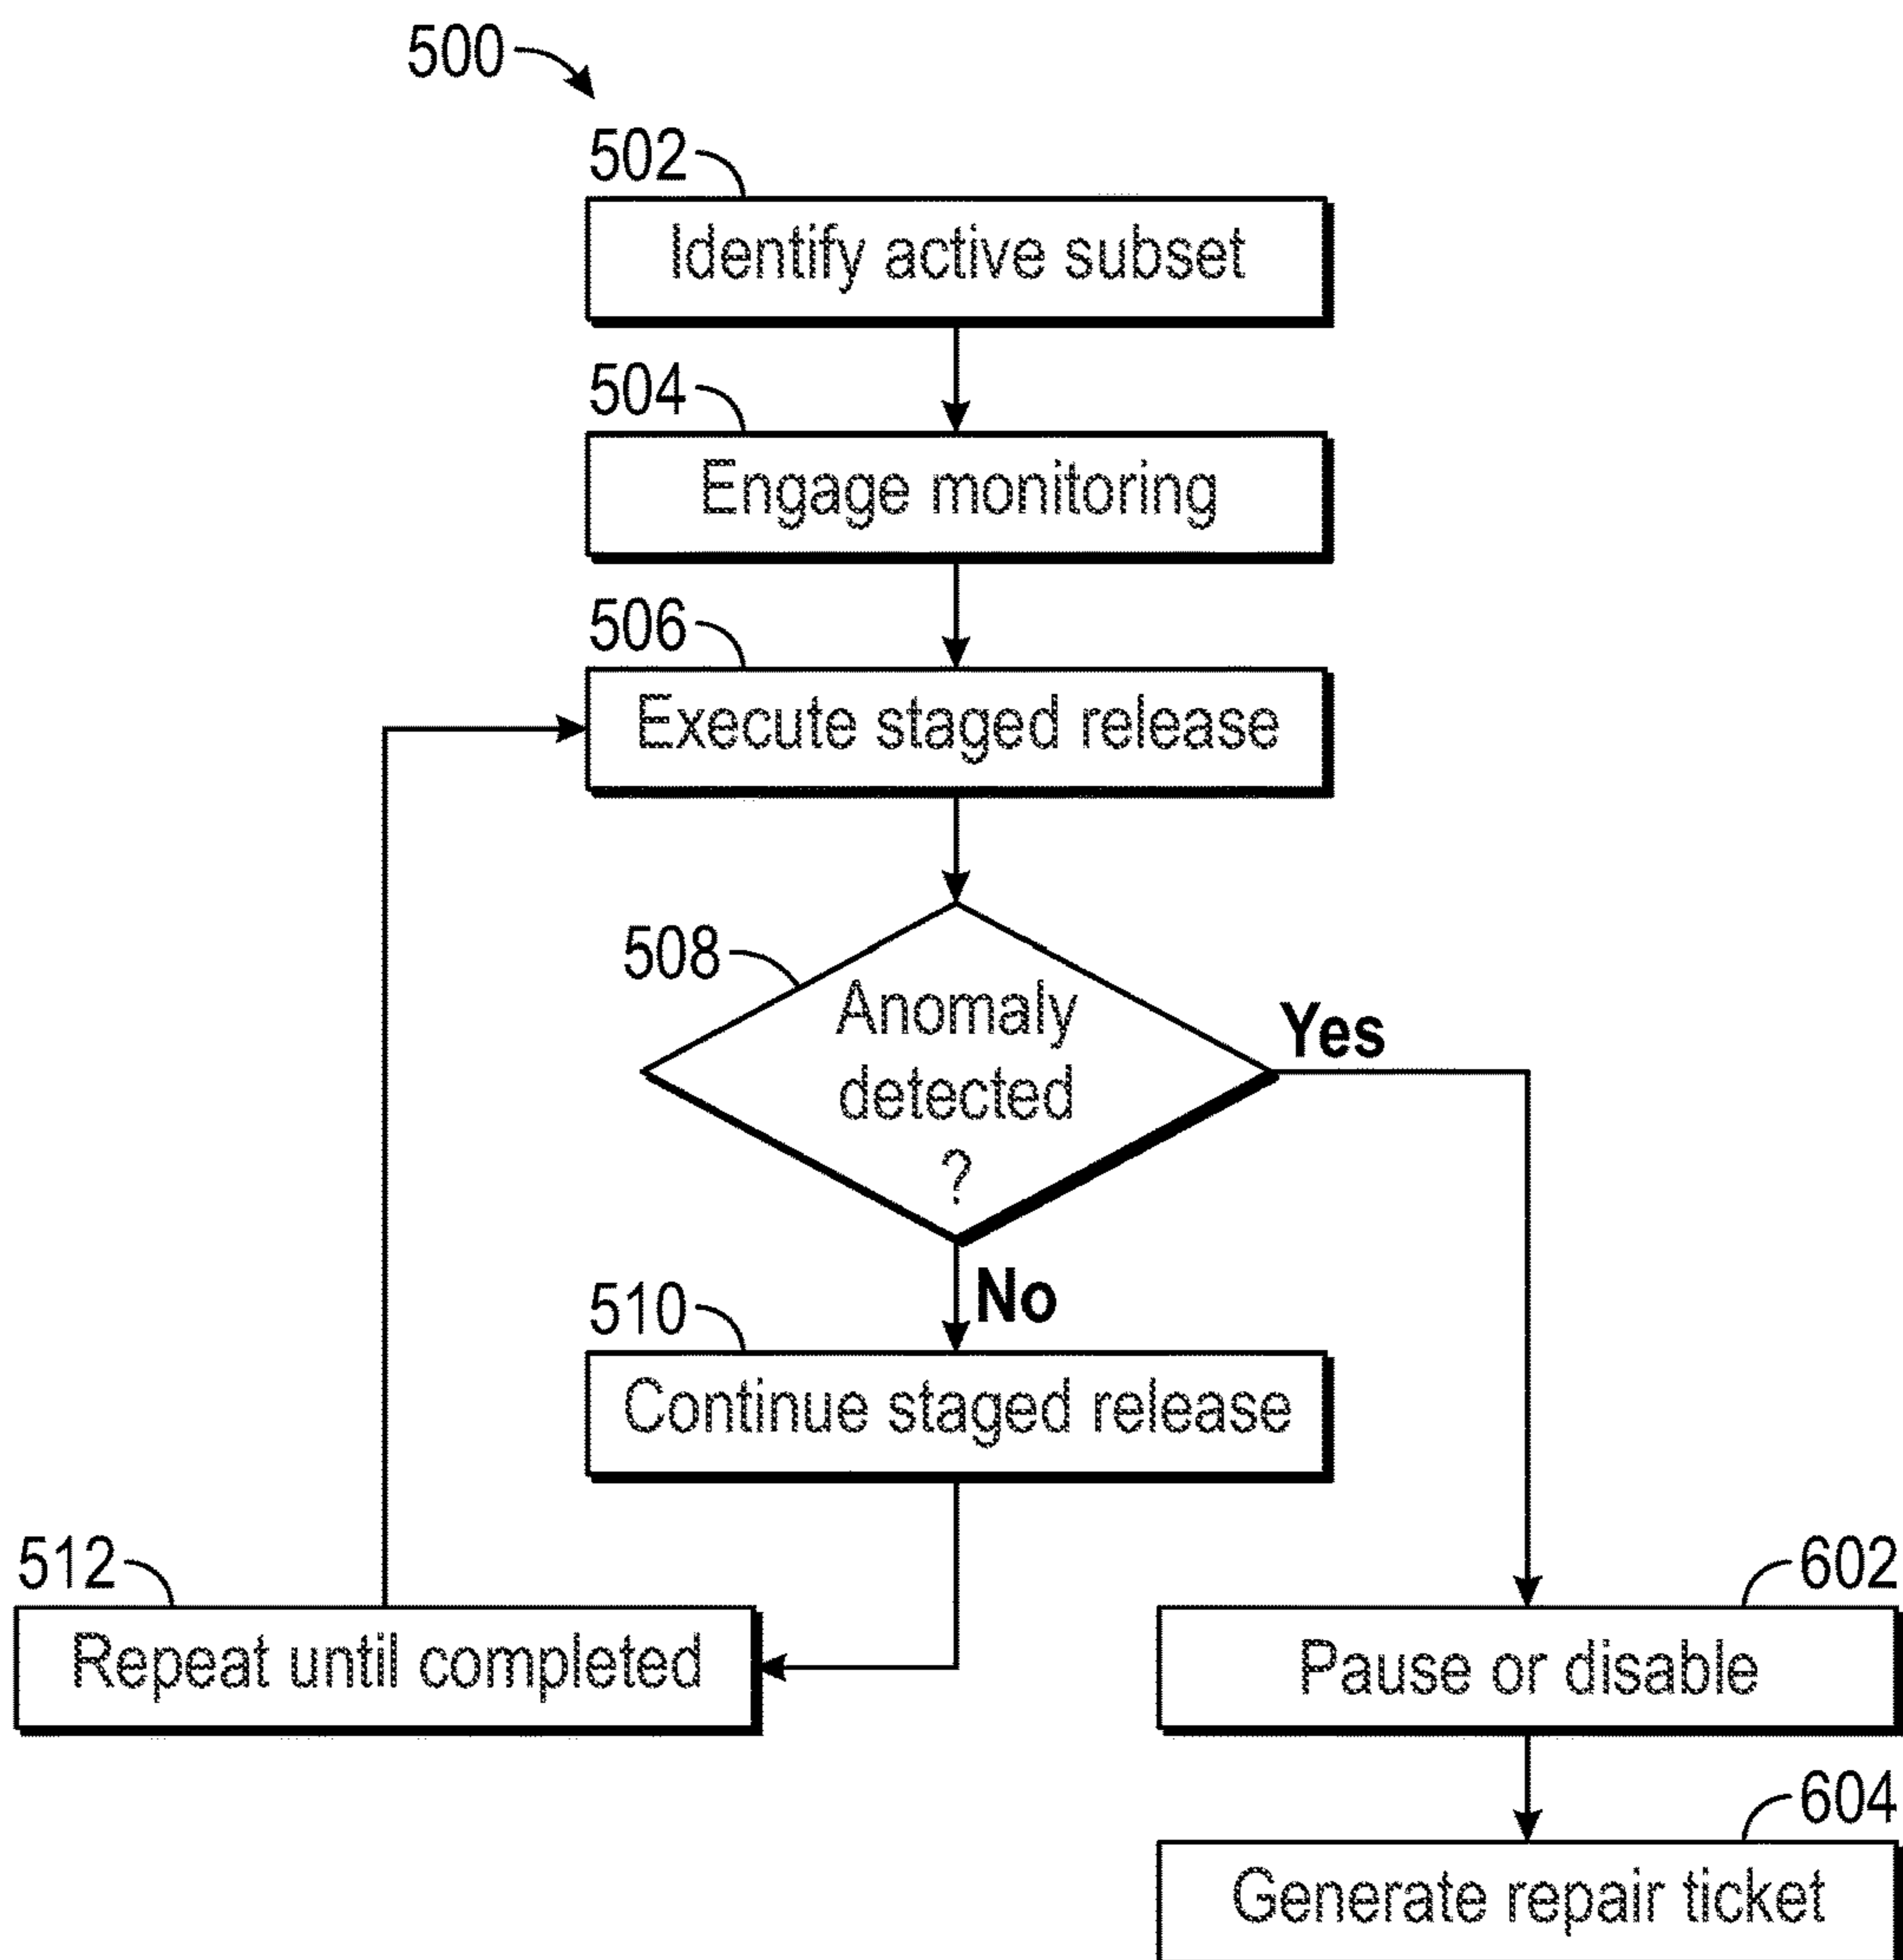 500
502
Identify active subset
504
Engage monitoring
506
Execute staged release
508
Anomaly
detected
?
Yes
No
510
Continue staged release
512
Repeat until completed
602
Pause or disable
604
Generate repair ticket